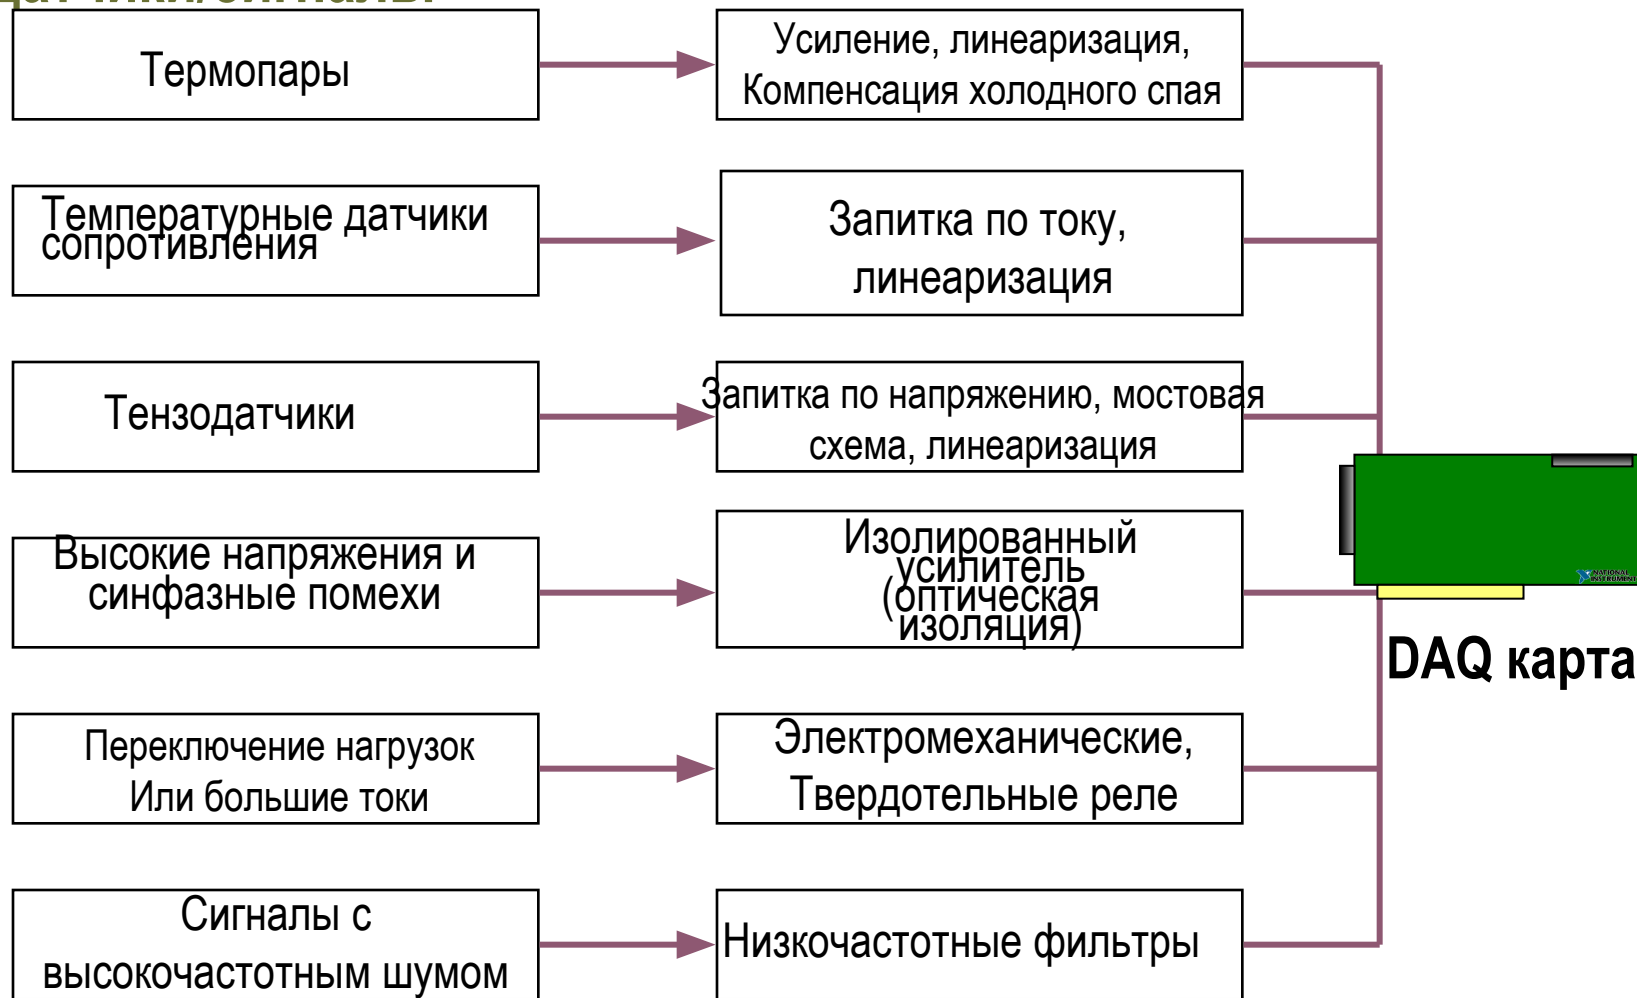 Термопары
Усиление, линеаризация,
Компенсация холодного спая
Температурные датчики
сопротивления
Запитка по току,
линеаризация
Тензодатчики
Запитка по напряжению, мостовая
схема, линеаризация
Высокие напряжения и
синфазные помехи
Изолированный
усилитель
(оптическая
изоляция)
NATIONAL
DAQ карта
Переключение нагрузок
Или большие токи
Электромеханические,
Твердотельные реле
Сигналы с
высокочастотным шумом
Низкочастотные фильтры